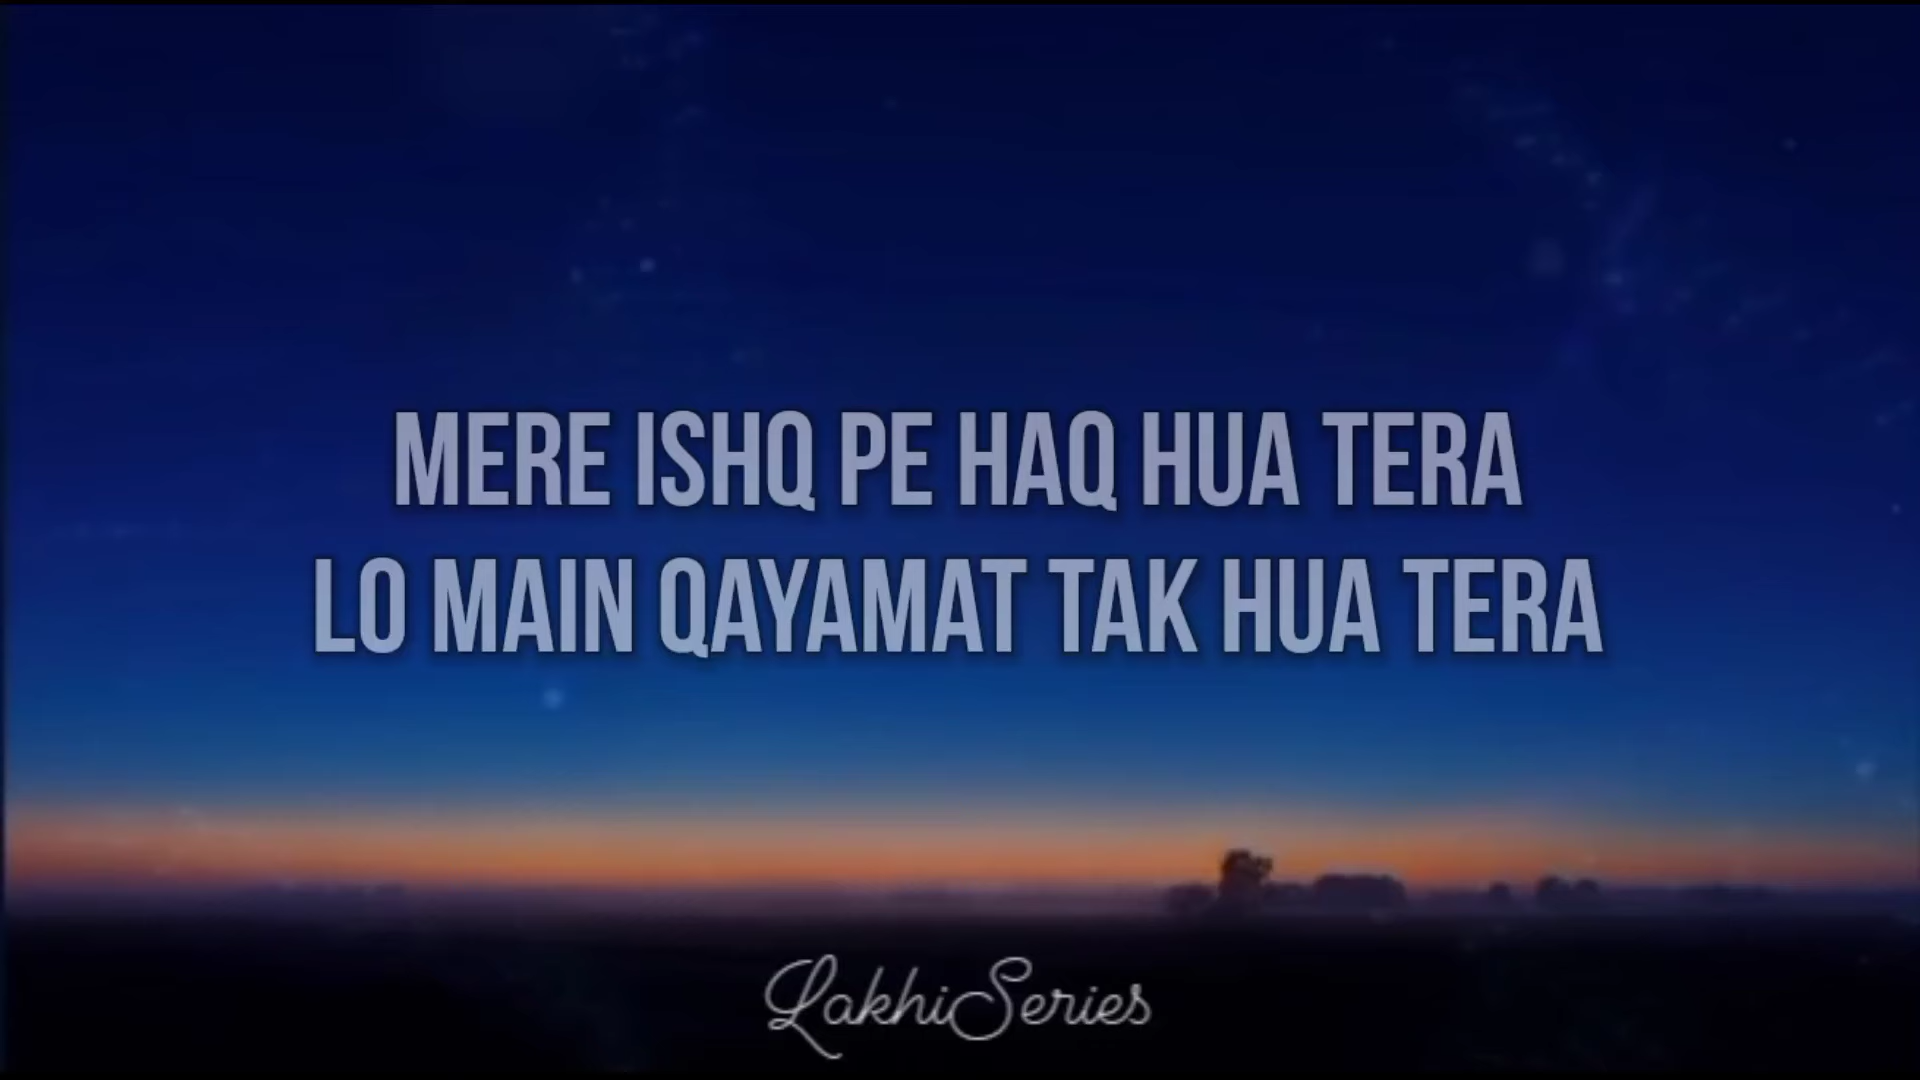 MERE ISHQ PE HAQ HUA TERA
LO MAIN QAYAMAT TAK HUA TERA
LakhiSeries